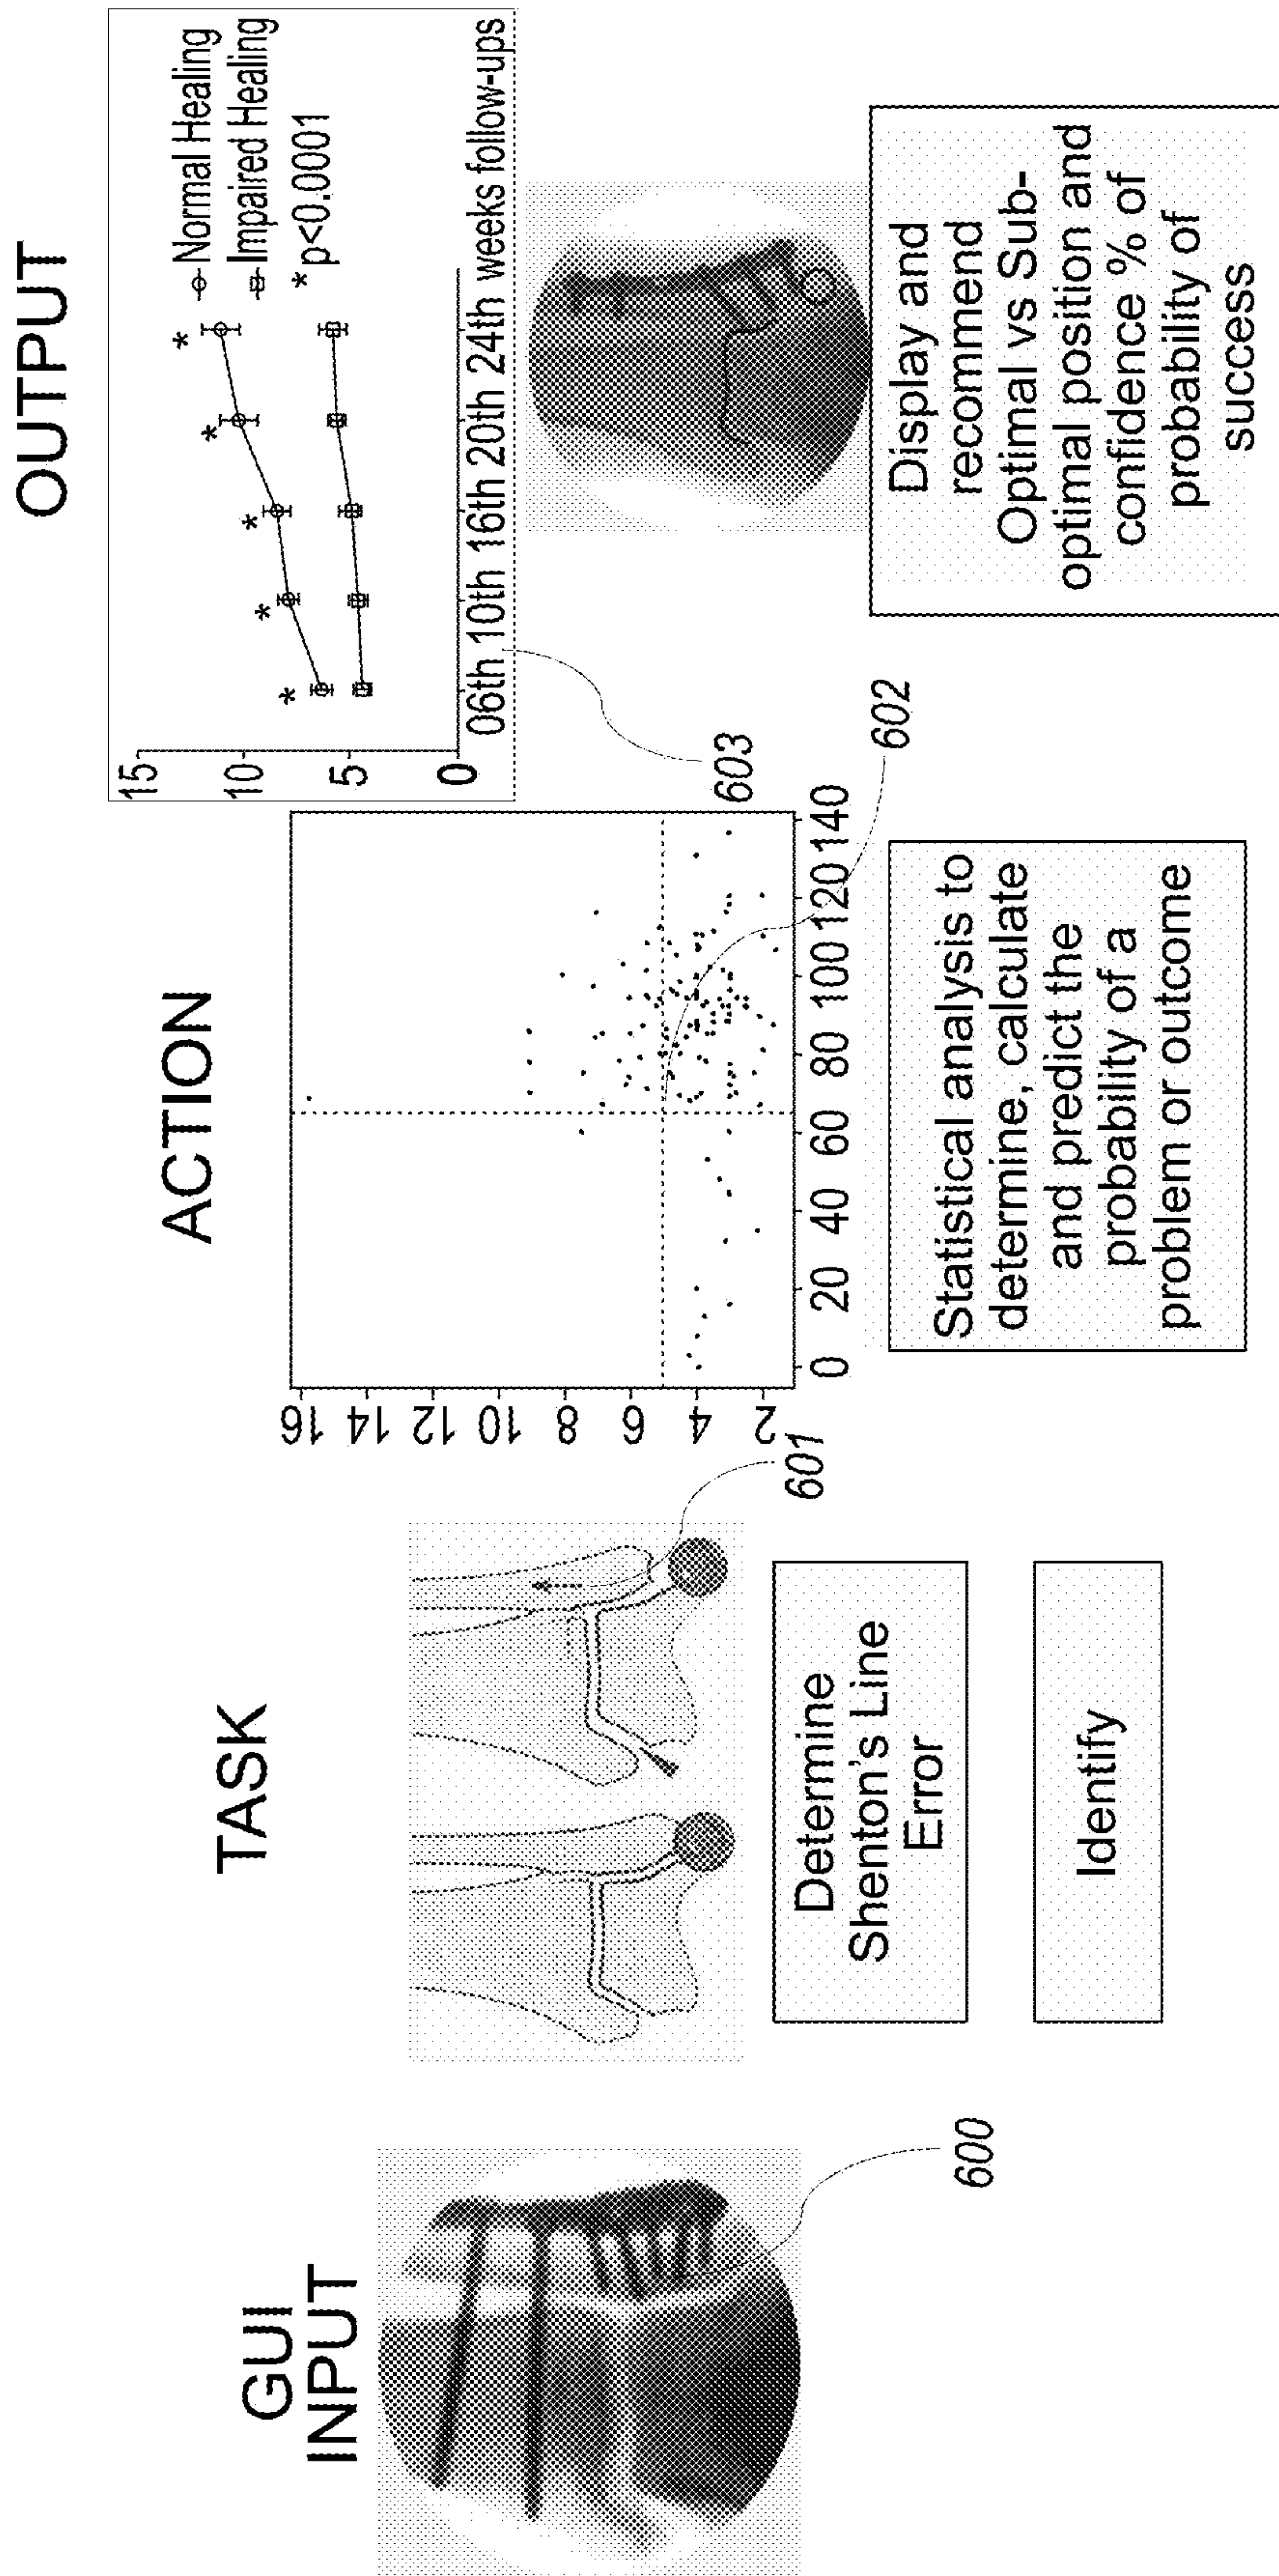 GUI
INPUT
600
TASK
601
Determine
Shenton's Line
Error
Identify
ACTION
16
14
12
10
8
6
4
2
0 20 40 60 80 100 120 140
602
Statistical analysis to
determine, calculate
and predict the
probability of a
problem or outcome
OUTPUT
15
10
5
0
Normal Healing
Impaired Healing
*p<0.0001
* * * * *
06th 10th 16th 20th 24th weeks follow-ups
603
Display and
recommend
Optimal vs Sub-
optimal position and
confidence % of
probability of
success